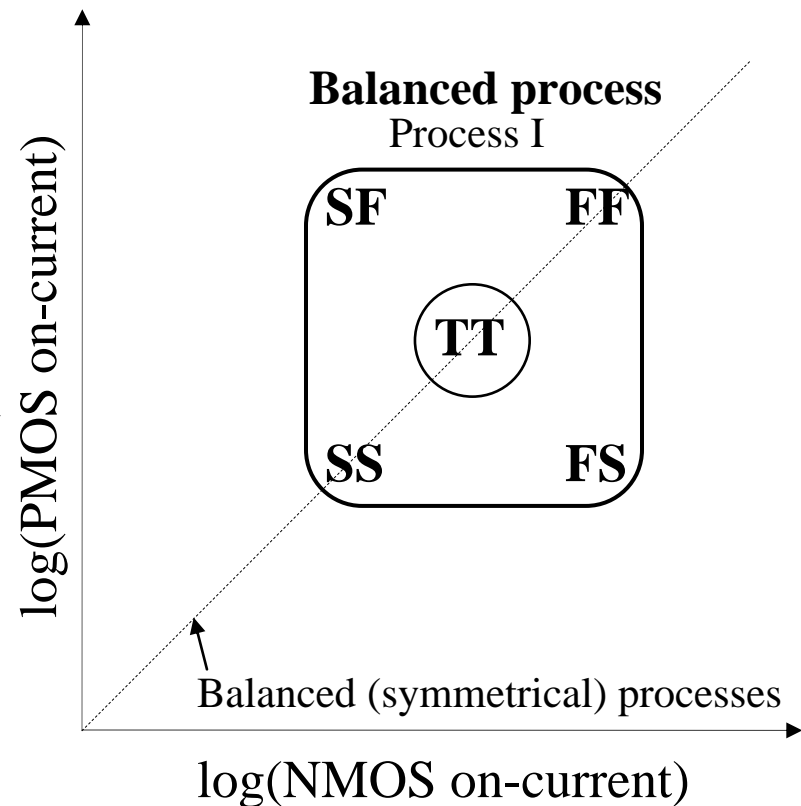 Balanced process
Process I
SF
FF
TT
SS
FS
log(PMOS on-current)
Balanced (symmetrical) processes
log(NMOS on-current)